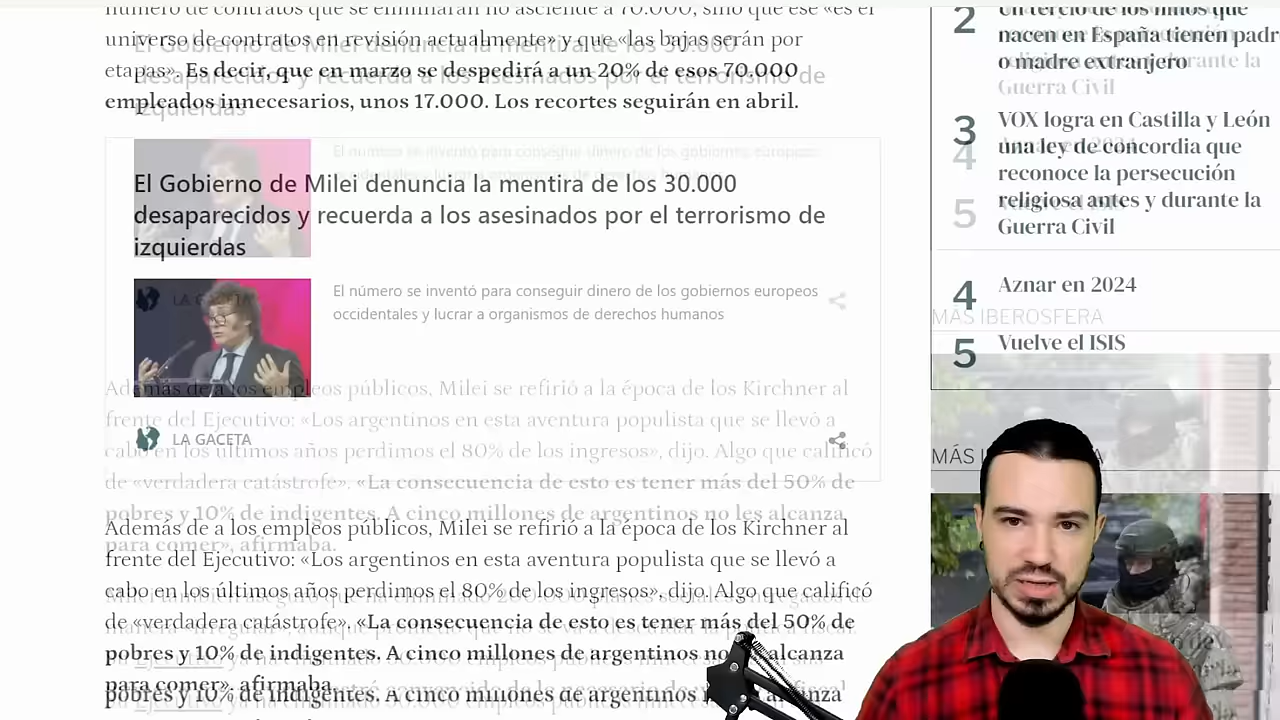 número de contratos que se eliminarán no asciende a 70.000, sino que ese «es el
universo de contratos en revisión actualmente» y que «las bajas serán por
etapas». Es decir, que en marzo se despedirá a un 20% de esos 70.000
empleados innecesarios, unos 17.000. Los recortes seguirán en abril.
El Gobierno de Milei denuncia la mentira de los 30.000
desaparecidos y recuerda a los asesinados por el terrorismo de
izquierdas
El número se inventó para conseguir dinero de los gobiernos europeos
occidentales y lucrar a organismos de derechos humanos
LA GACETA
Además de a los empleos públicos, Milei se refirió a la época de los Kirchner al
frente del Ejecutivo: «Los argentinos en esta aventura populista que se llevó a
cabo en los últimos años perdimos el 80% de los ingresos», dijo. Algo que calificó
de «verdadera catástrofe». «La consecuencia de esto es tener más del 50% de
pobres y 10% de indigentes. A cinco millones de argentinos no les alcanza
para comer», afirmaba.
2 Un tercio de los niños que
nacen en España tienen padr
o madre extranjero
3 VOX logra en Castilla y León
una ley de concordia que
reconoce la persecución
religiosa antes y durante la
Guerra Civil
4 Aznar en 2024
5 Vuelve el ISIS
MÁS IBEROSFERA